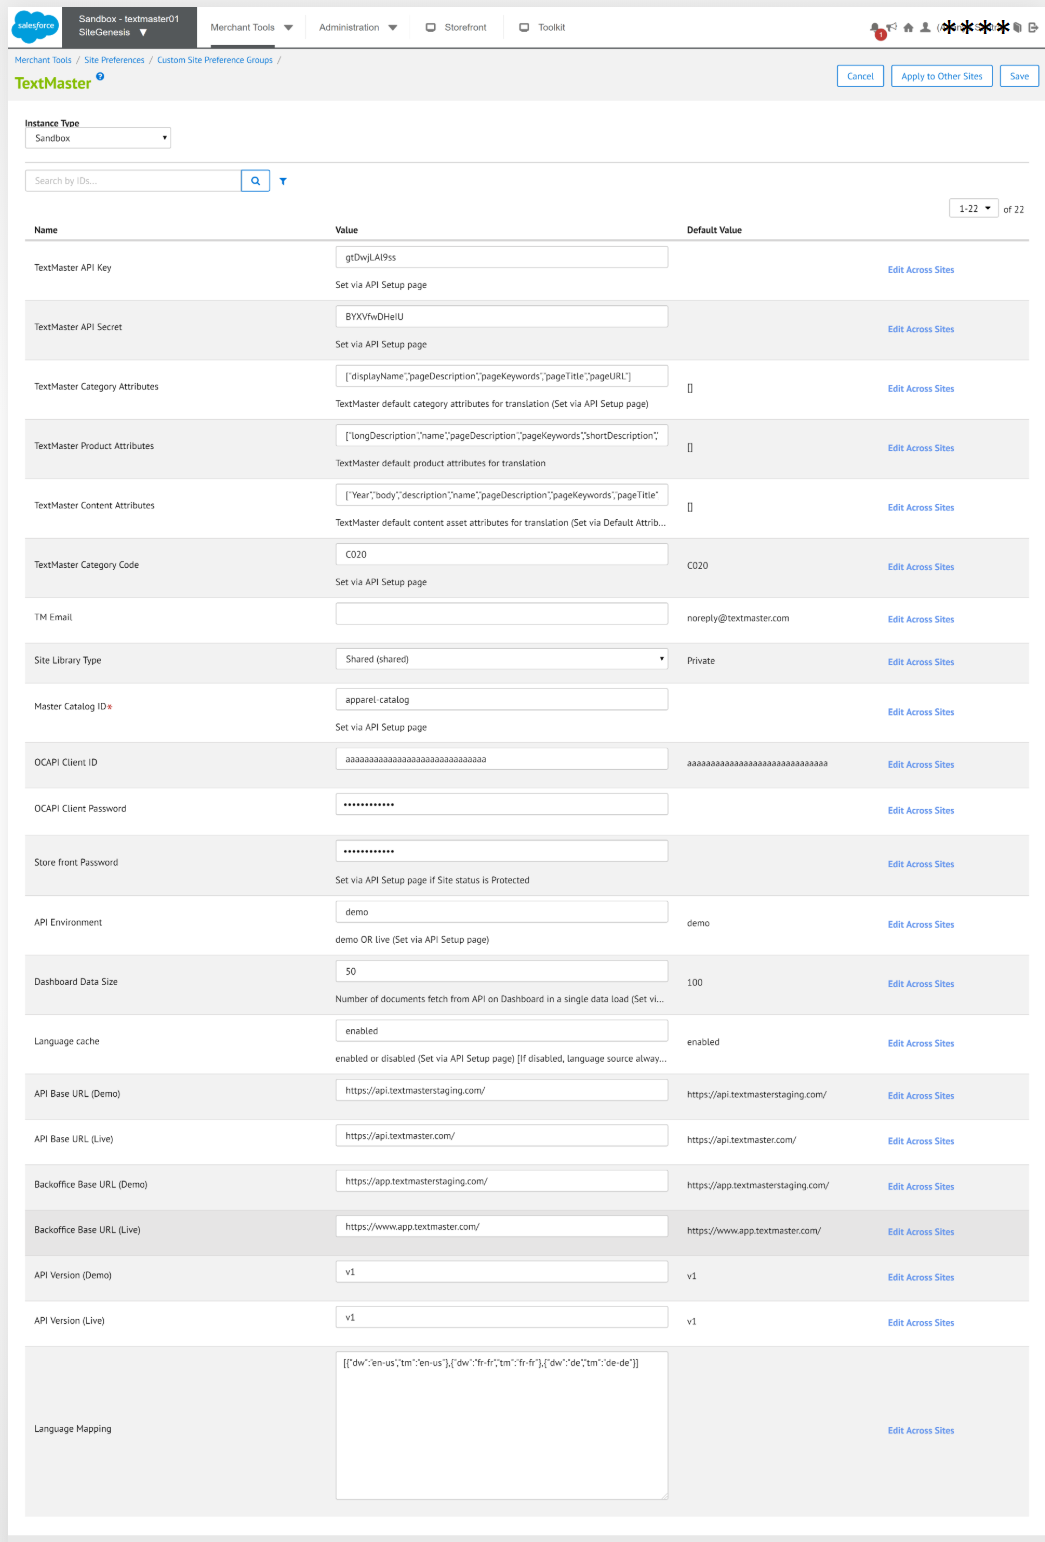 salesforce
Sandbox - textmaster01
SiteGenesis
Merchant Tools
Administration
Storefront
Toolkit
1
Merchant Tools / Site Preferences / Custom Site Preference Groups /
TextMaster ?
Cancel
Apply to Other Sites
Save
Instance Type
Sandbox
Search by IDs...
1-22 of 22
Name Value Default Value
TextMaster API Key
gtDwjLAl9ss
Set via API Setup page
Edit Across Sites
TextMaster API Secret
BYXVfwDHeIU
Set via API Setup page
Edit Across Sites
TextMaster Category Attributes
["displayName","pageDescription","pageKeywords","pageTitle","pageURL"]
TextMaster default category attributes for translation (Set via API Setup page)
[]
Edit Across Sites
TextMaster Product Attributes
["longDescription","name","pageDescription","pageKeywords","shortDescription","
TextMaster default product attributes for translation
[]
Edit Across Sites
TextMaster Content Attributes
["Year","body","description","name","pageDescription","pageKeywords","pageTitle"
TextMaster default content asset attributes for translation (Set via Default Attrib...
[]
Edit Across Sites
TextMaster Category Code
C020
Set via API Setup page
C020
Edit Across Sites
TM Email
noreply@textmaster.com
Edit Across Sites
Site Library Type
Shared (shared)
Private
Edit Across Sites
Master Catalog ID*
apparel-catalog
Set via API Setup page
Edit Across Sites
OCAPI Client ID
aaaaaaaaaaaaaaaaaaaaaaaaaaaaaa
aaaaaaaaaaaaaaaaaaaaaaaaaaaaaa
Edit Across Sites
OCAPI Client Password
••••••••••••
Edit Across Sites
Store front Password
••••••••••••
Set via API Setup page if Site status is Protected
Edit Across Sites
API Environment
demo
demo OR live (Set via API Setup page)
demo
Edit Across Sites
Dashboard Data Size
50
Number of documents fetch from API on Dashboard in a single data load (Set vi...
100
Edit Across Sites
Language cache
enabled
enabled or disabled (Set via API Setup page) [If disabled, language source alway...
enabled
Edit Across Sites
API Base URL (Demo)
https://api.textmasterstaging.com/
https://api.textmasterstaging.com/
Edit Across Sites
API Base URL (Live)
https://api.textmaster.com/
https://api.textmaster.com/
Edit Across Sites
Backoffice Base URL (Demo)
https://app.textmasterstaging.com/
https://app.textmasterstaging.com/
Edit Across Sites
Backoffice Base URL (Live)
https://www.app.textmaster.com/
https://www.app.textmaster.com/
Edit Across Sites
API Version (Demo)
v1
v1
Edit Across Sites
API Version (Live)
v1
v1
Edit Across Sites
Language Mapping
[{"dw":"en-us","tm":"en-us"},{"dw":"fr-fr","tm":"fr-fr"},{"dw":"de","tm":"de-de"}]
Edit Across Sites